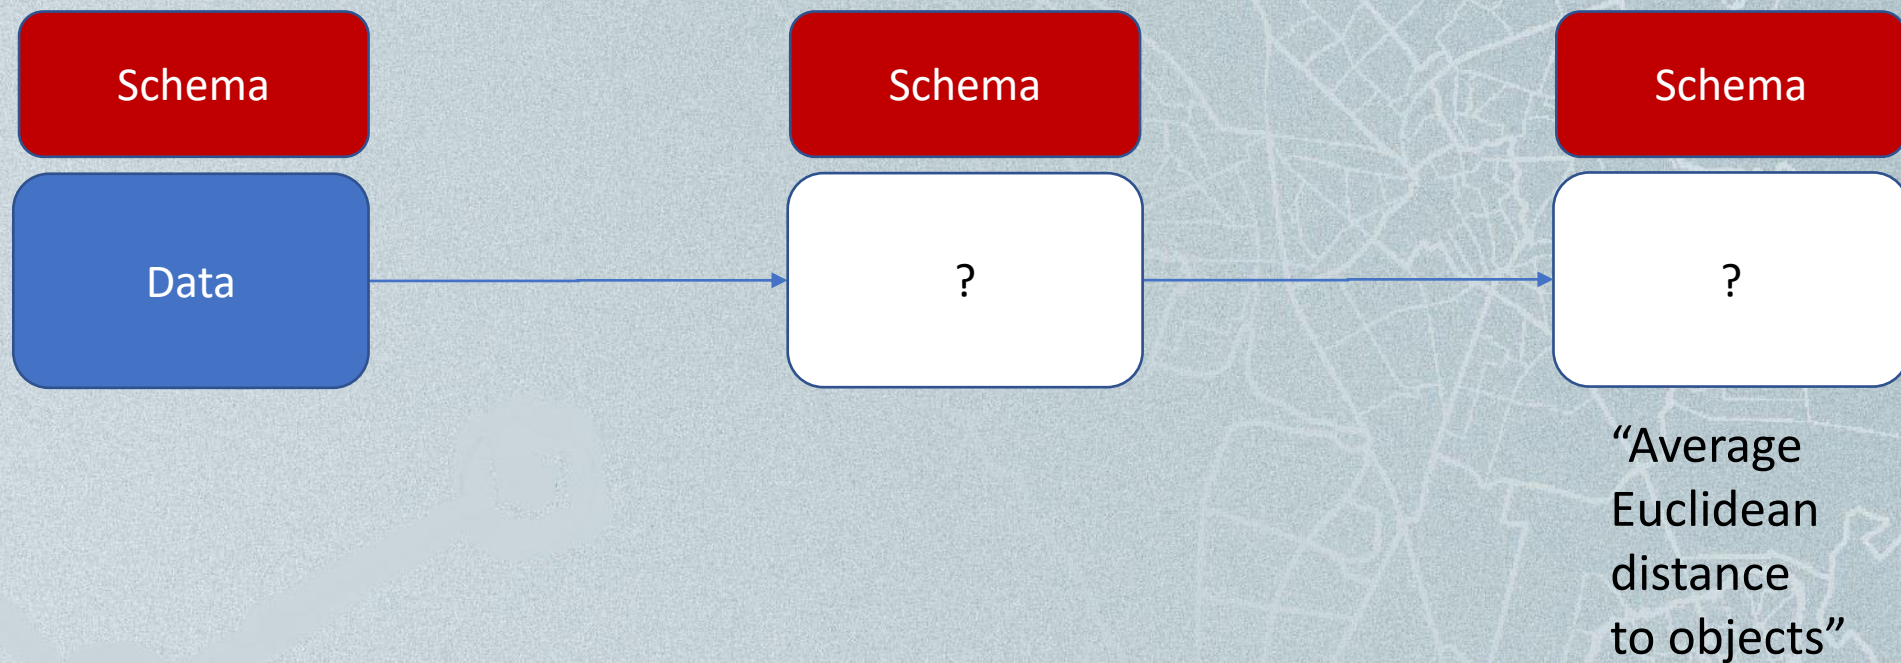 Schema
Schema
Schema
Data
?
?
“Average
Euclidean
distance
to objects”